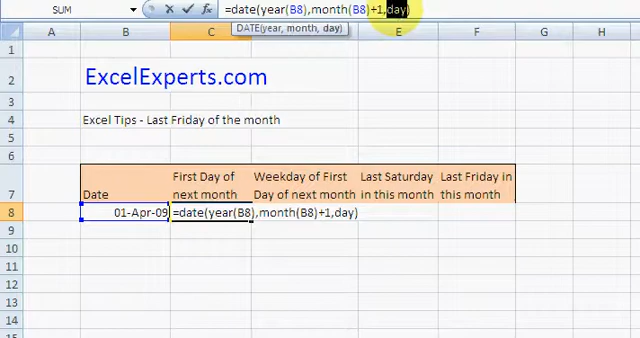 SUM
=date(year(B8),month(B8)+1,day)
DATE(year, month, day)
A B C D E F G H
1
2 ExcelExperts.com
3
4 Excel Tips - Last Friday of the month
5
6
First Day of Weekday of First Last Saturday Last Friday in
7 Date next month Day of next month in this month this month
8 01-Apr-09 =date(year(B8),month(B8)+1,day)
9
10
11
12
13
14
15